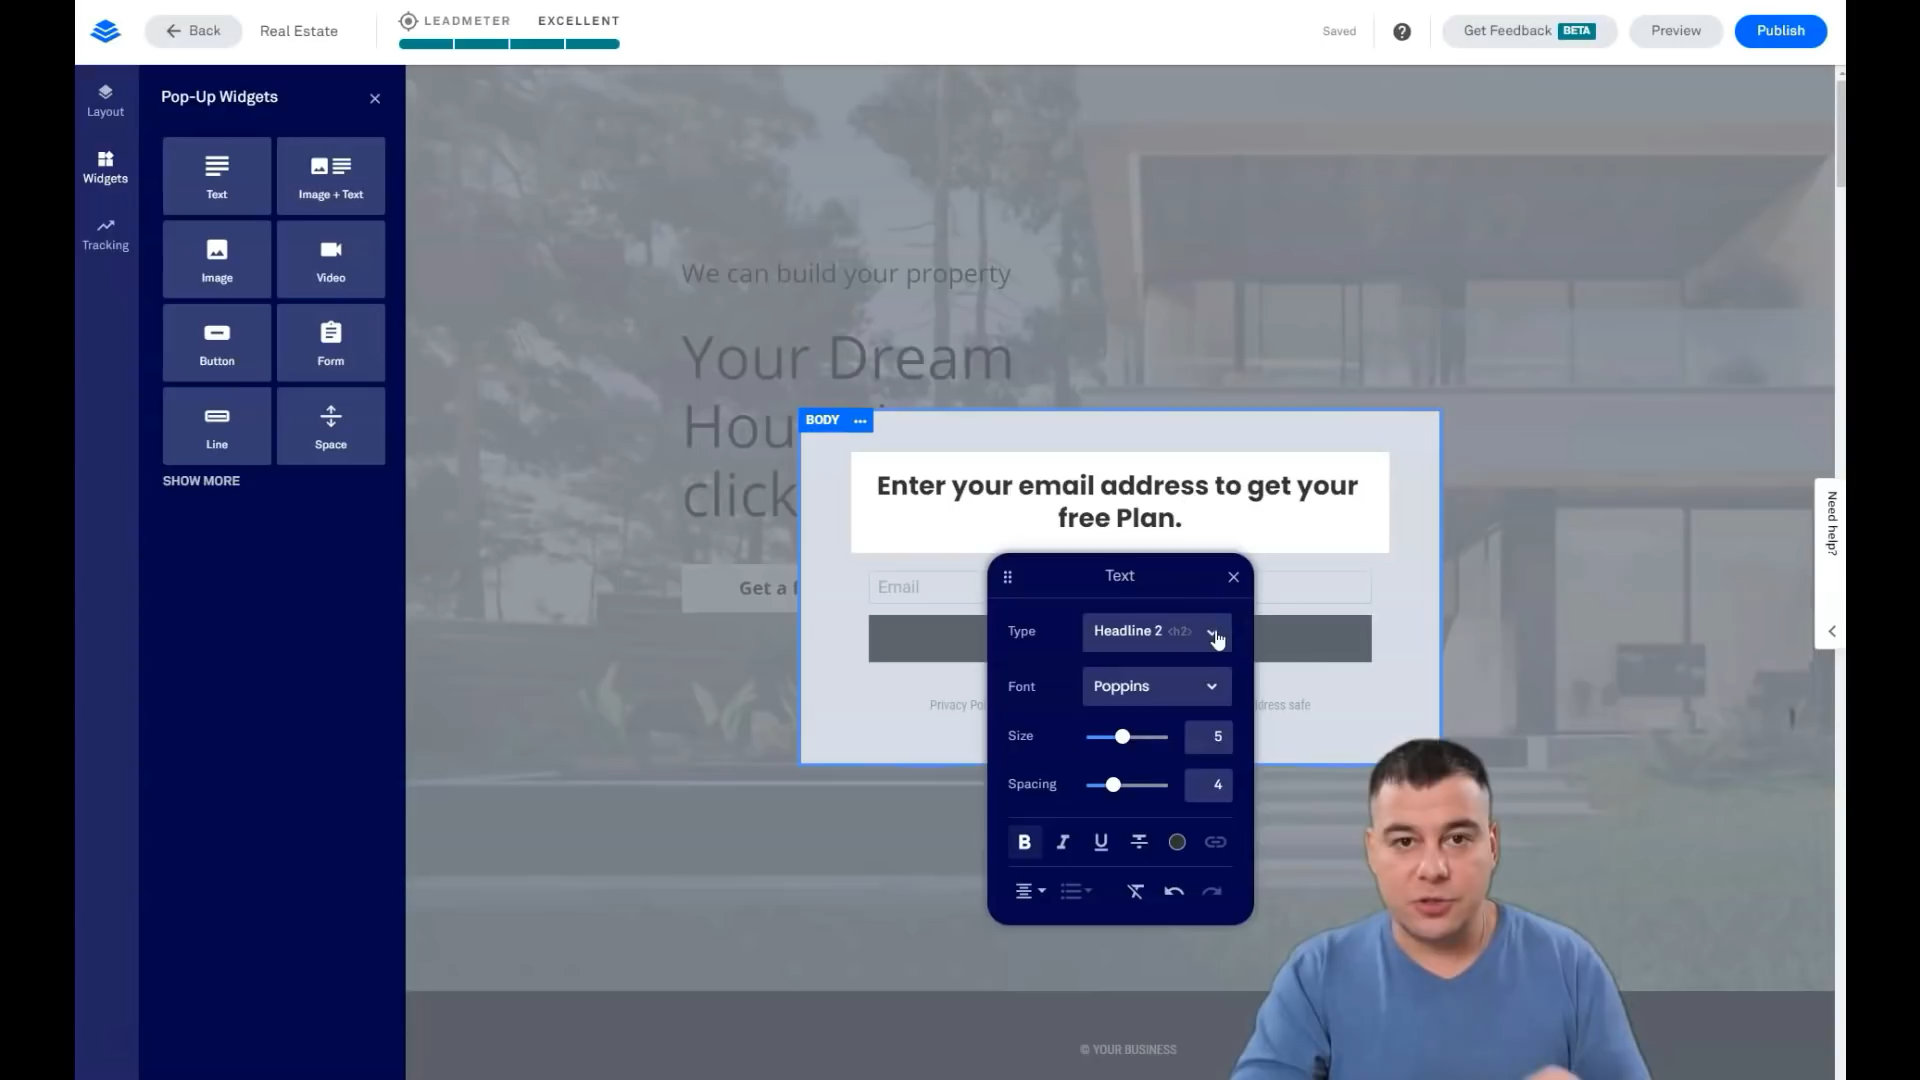 Back
Real Estate
LEADMETER EXCELLENT
Saved
?
Get Feedback BETA
Preview
Publish
Layout
Widgets
Tracking
Pop-Up Widgets
Text
Image + Text
Image
Video
Button
Form
Line
Space
SHOW MORE
We can build your property
Your Dream
Hou
click
Get a f
BODY ...
Enter your email address to get your
free Plan.
Email
Privacy Pol
dress safe
Text
Type
Headline 2 <h2>
Font
Poppins
Size
5
Spacing
4
B I U
Need help?
© YOUR BUSINESS